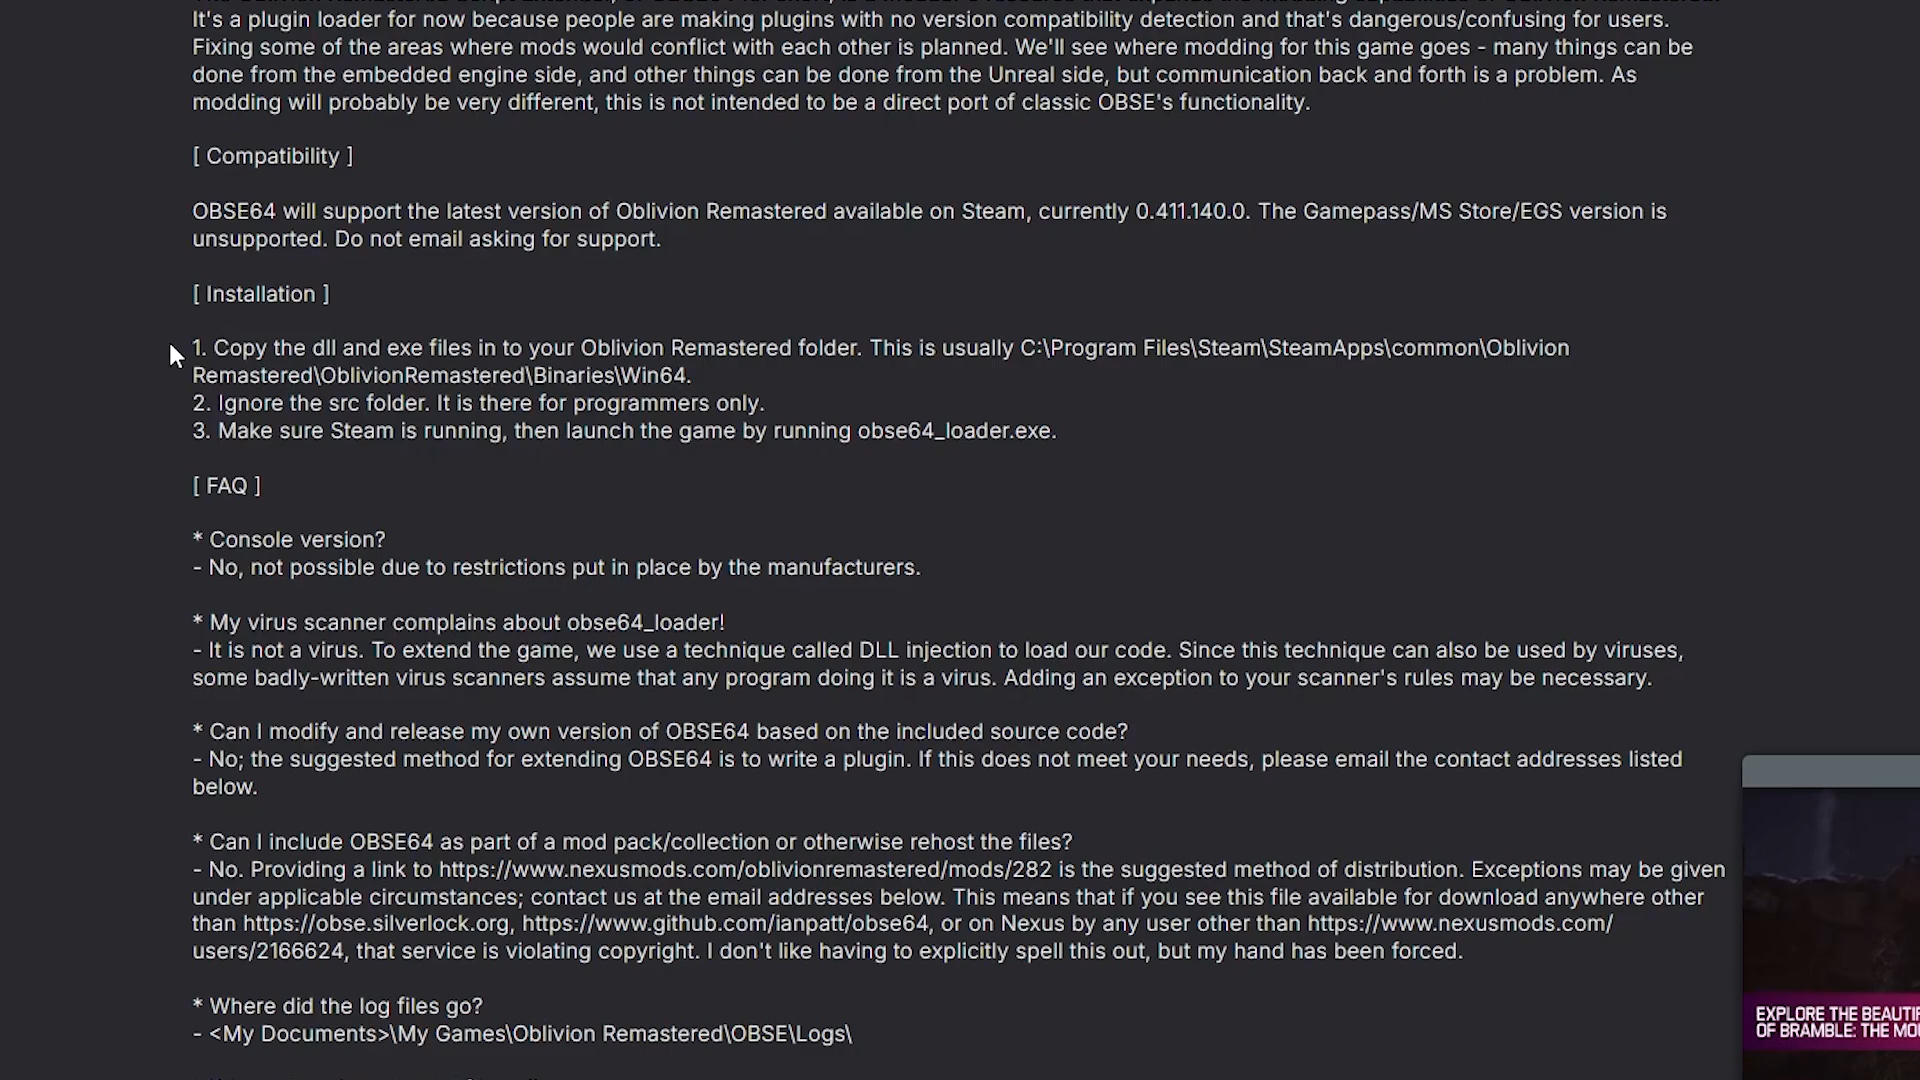 It's a plugin loader for now because people are making plugins with no version compatibility detection and that's dangerous/confusing for users.
Fixing some of the areas where mods would conflict with each other is planned. We'll see where modding for this game goes - many things can be
done from the embedded engine side, and other things can be done from the Unreal side, but communication back and forth is a problem. As
modding will probably be very different, this is not intended to be a direct port of classic OBSE's functionality.
[ Compatibility ]
OBSE64 will support the latest version of Oblivion Remastered available on Steam, currently 0.411.140.0. The Gamepass/MS Store/EGS version is
unsupported. Do not email asking for support.
[ Installation ]
1. Copy the dll and exe files in to your Oblivion Remastered folder. This is usually C:\Program Files\Steam\SteamApps\common\Oblivion
Remastered\OblivionRemastered\Binaries\Win64.
2. Ignore the src folder. It is there for programmers only.
3. Make sure Steam is running, then launch the game by running obse64_loader.exe.
[ FAQ ]
* Console version?
- No, not possible due to restrictions put in place by the manufacturers.
* My virus scanner complains about obse64_loader!
- It is not a virus. To extend the game, we use a technique called DLL injection to load our code. Since this technique can also be used by viruses,
some badly-written virus scanners assume that any program doing it is a virus. Adding an exception to your scanner's rules may be necessary.
* Can I modify and release my own version of OBSE64 based on the included source code?
- No; the suggested method for extending OBSE64 is to write a plugin. If this does not meet your needs, please email the contact addresses listed
below.
* Can I include OBSE64 as part of a mod pack/collection or otherwise rehost the files?
- No. Providing a link to https://www.nexusmods.com/oblivionremastered/mods/282 is the suggested method of distribution. Exceptions may be given
under applicable circumstances; contact us at the email addresses below. This means that if you see this file available for download anywhere other
than https://obse.silverlock.org, https://www.github.com/ianpatt/obse64, or on Nexus by any user other than https://www.nexusmods.com/
users/2166624, that service is violating copyright. I don't like having to explicitly spell this out, but my hand has been forced.
* Where did the log files go?
- <My Documents>\My Games\Oblivion Remastered\OBSE\Logs\
EXPLORE THE BEAUTIF
OF BRAMBLE: THE MOU